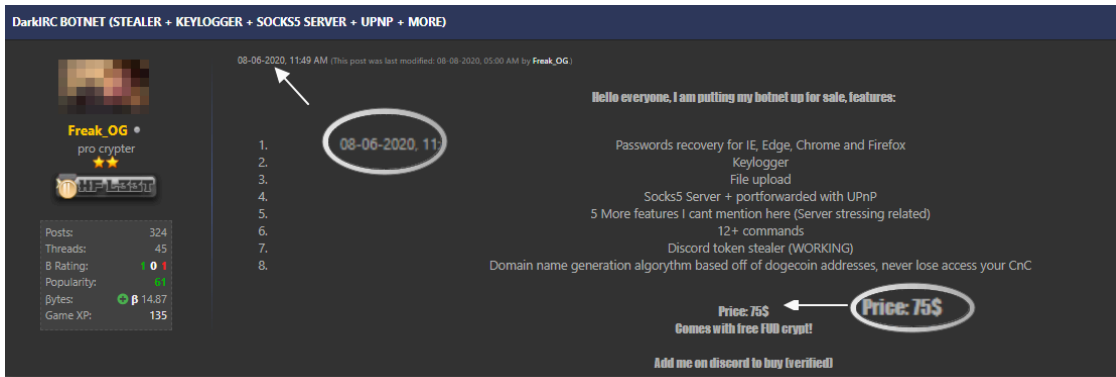 DarkIRC BOTNET (STEALER + KEYLOGGER + SOCKS5 SERVER + UPNP + MORE)
08-06-2020, 11:49 AM (This post was last modified: 08-08-2020, 05:00 AM by Freak_OG.)
Freak_OG
pro crypter
Posts: 324
Threads: 45
B Rating: 1 0 1
Popularity: 61
βytes: β 14.87
Game XP: 135
Hello everyone, I am putting my botnet up for sale, features:
08-06-2020, 11:
1. Passwords recovery for IE, Edge, Chrome and Firefox
2. Keylogger
3. File upload
4. Socks5 Server + portforwarded with UPnP
5. 5 More features I cant mention here (Server stressing related)
6. 12+ commands
7. Discord token stealer (WORKING)
8. Domain name generation algorythm based off of dogecoin addresses, never lose access your CnC
Price: 75$
Price: 75$
Comes with free FUD crypt!
Add me on discord to buy (verified)